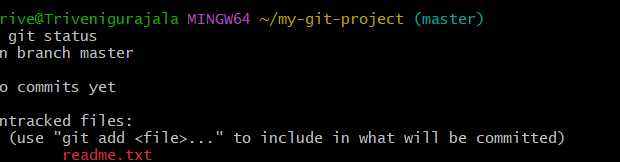 rive@Trivenigurajala MINGW64 ~/my-git-project (master)
git status
n branch master
o commits yet
ntracked files:
(use "git add <file>..." to include in what will be committed)
readme.txt